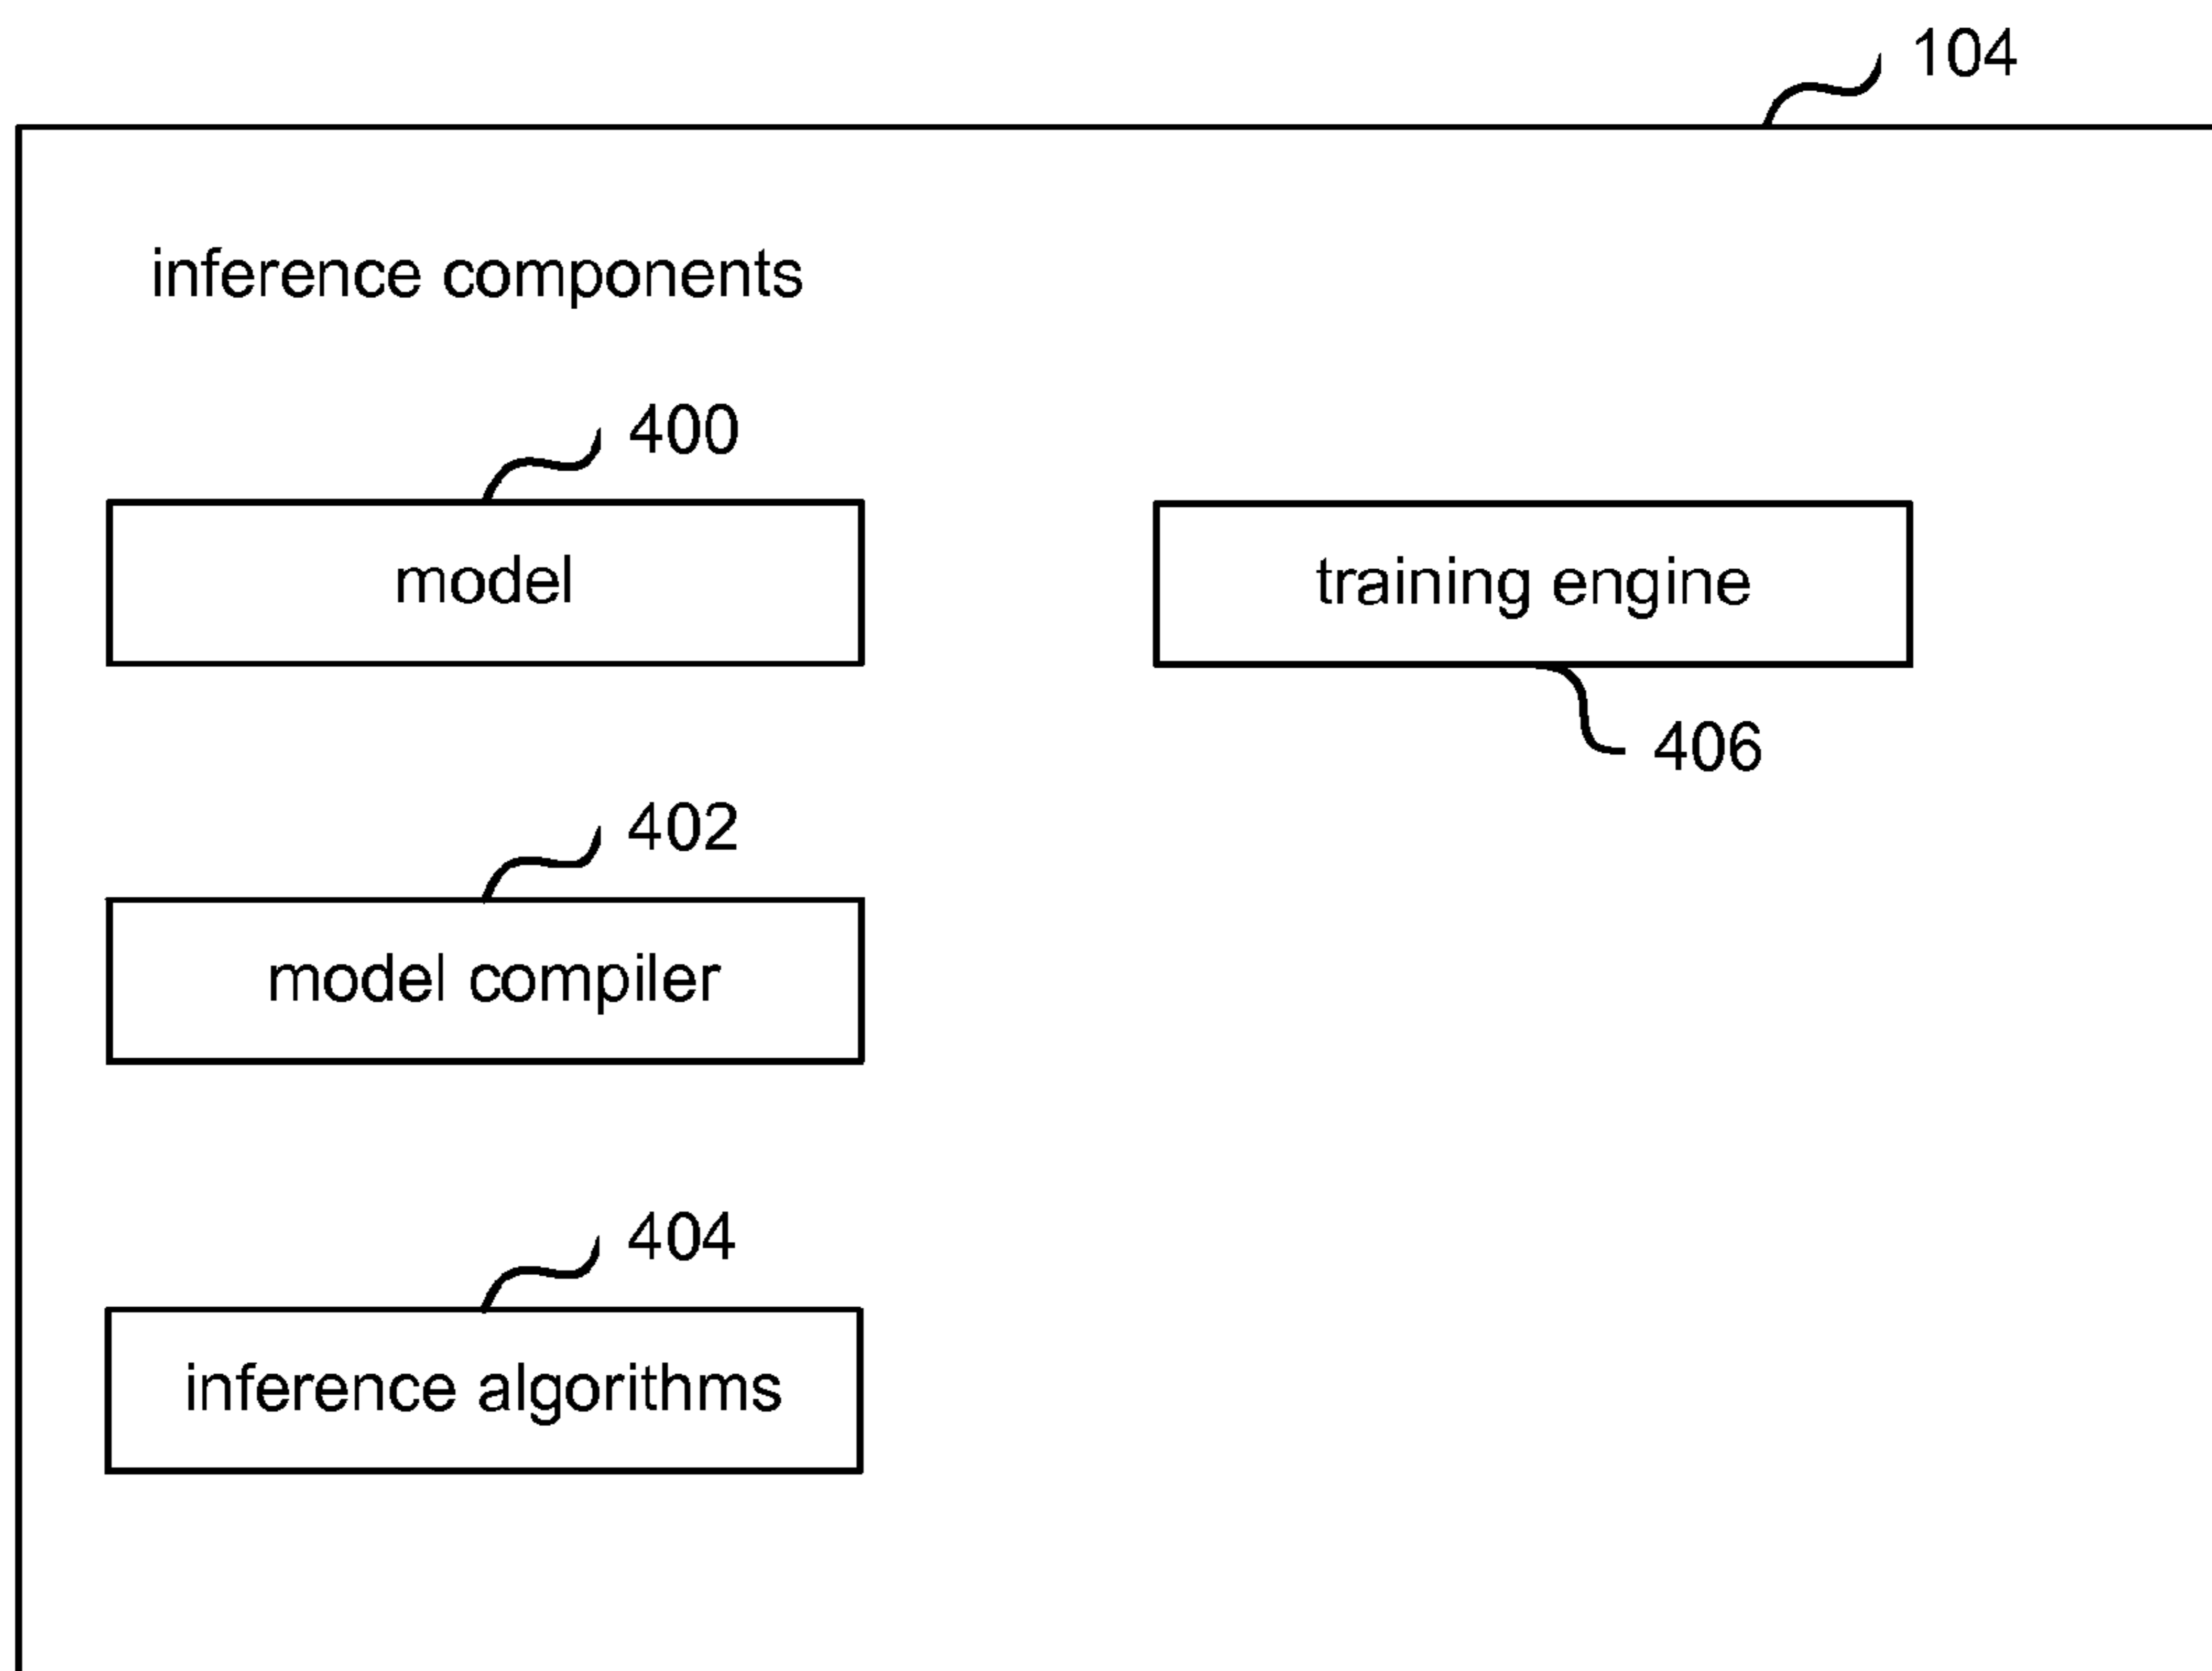 104
inference components
400
model
training engine
406
402
model compiler
404
inference algorithms